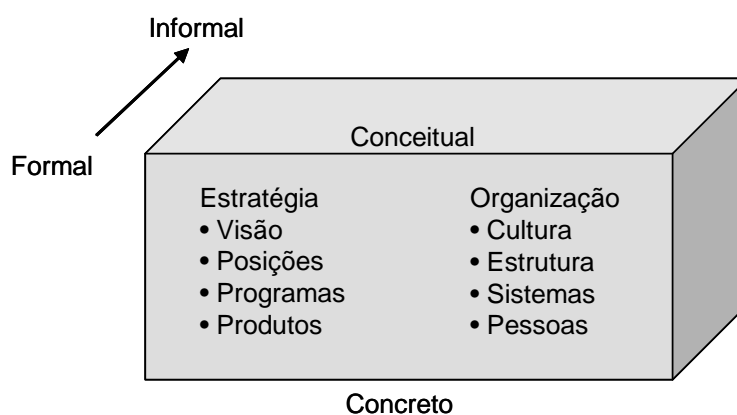 Informal
Formal
Conceitual
Estratégia
• Visão
• Posições
• Programas
• Produtos
Organização
• Cultura
• Estrutura
• Sistemas
• Pessoas
Concreto